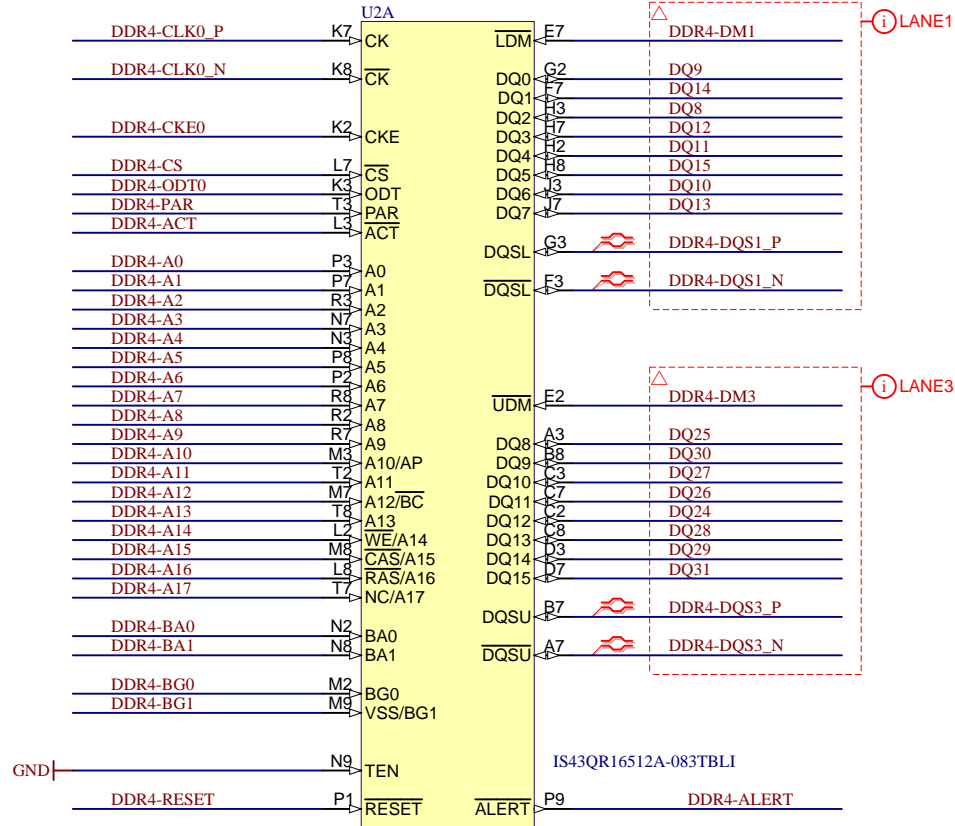 U2A
DDR4-CLK0_P K7 CK
DDR4-CLK0_N K8 CK
DDR4-CKE0 K2 CKE
DDR4-CS L7 CS
DDR4-ODT0 K3 ODT
DDR4-PAR T3 PAR
DDR4-ACT L3 ACT
DDR4-A0 P3 A0
DDR4-A1 P7 A1
DDR4-A2 R3 A2
DDR4-A3 N7 A3
DDR4-A4 N3 A4
DDR4-A5 P8 A5
DDR4-A6 P2 A6
DDR4-A7 R8 A7
DDR4-A8 R2 A8
DDR4-A9 R7 A9
DDR4-A10 M3 A10/AP
DDR4-A11 T2 A11
DDR4-A12 M7 A12/BC
DDR4-A13 T8 A13
DDR4-A14 L2 WE/A14
DDR4-A15 M8 CAS/A15
DDR4-A16 L8 RAS/A16
DDR4-A17 T7 NC/A17
DDR4-BA0 N2 BA0
DDR4-BA1 N8 BA1
DDR4-BG0 M2 BG0
DDR4-BG1 M9 VSS/BG1
GND N9 TEN
DDR4-RESET P1 RESET
LDM E7 DDR4-DM1
i LANE1
DQ0 G2 DQ9
DQ1 F7 DQ14
DQ2 H3 DQ8
DQ3 H7 DQ12
DQ4 H2 DQ11
DQ5 H8 DQ15
DQ6 J3 DQ10
DQ7 J7 DQ13
DQSL G3 DDR4-DQS1_P
DQSL F3 DDR4-DQS1_N
i LANE3
UDM E2 DDR4-DM3
DQ8 A3 DQ25
DQ9 B8 DQ30
DQ10 C3 DQ27
DQ11 C7 DQ26
DQ12 C2 DQ24
DQ13 C8 DQ28
DQ14 D3 DQ29
DQ15 D7 DQ31
DQSU B7 DDR4-DQS3_P
DQSU A7 DDR4-DQS3_N
IS43QR16512A-083TBLI
ALERT P9 DDR4-ALERT